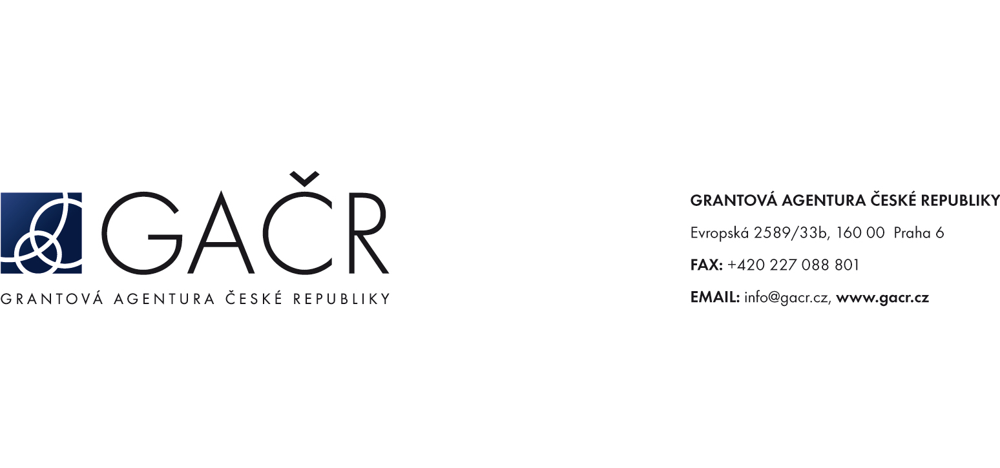 GAČR
GRANTOVÁ AGENTURA ČESKÉ REPUBLIKY
GRANTOVÁ AGENTURA ČESKÉ REPUBLIKY
Evropská 2589/33b, 160 00  Praha 6
FAX: +420 227 088 801
EMAIL: info@gacr.cz, www.gacr.cz